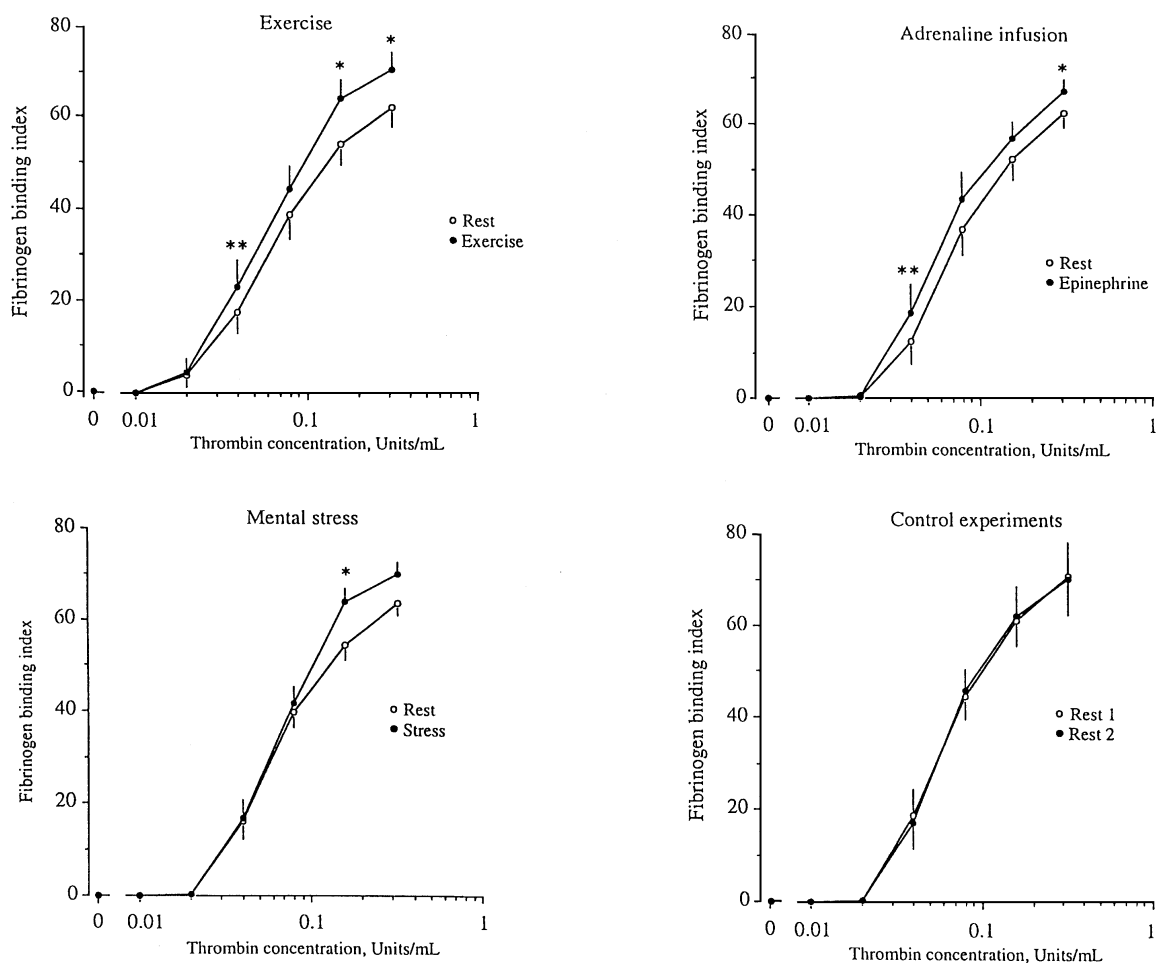 Exercise
80
60
40
20
0
Fibrinogen binding index
*
*
**
Rest
Exercise
0 0.01 0.1 1
Thrombin concentration, Units/mL
Adrenaline infusion
80
60
40
20
0
Fibrinogen binding index
*
**
Rest
Epinephrine
0 0.01 0.1 1
Thrombin concentration, Units/mL
Mental stress
80
60
40
20
0
Fibrinogen binding index
*
Rest
Stress
0 0.01 0.1 1
Thrombin concentration, Units/mL
Control experiments
80
60
40
20
0
Fibrinogen binding index
Rest 1
Rest 2
0 0.01 0.1 1
Thrombin concentration, Units/mL